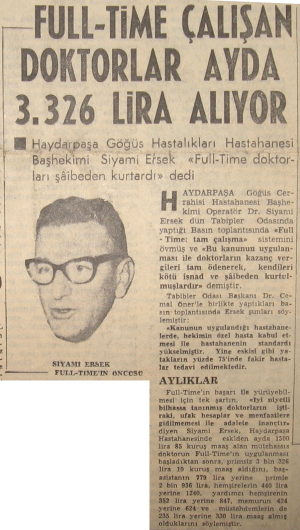 FULL-TİME ÇALIŞAN
DOKTORLAR AYDA
3.326 LİRA ALIYOR
Haydarpaşa Göğüs Hastalıkları Hastahanesi
Başhekimi Siyami Ersek «Full-Time doktor-
ları şâibeden kurtardı» dedi
HAYDARPAŞA Göğüs Cer-
rahisi Hastahanesi Başhe-
kimi Operatör Dr. Siyami
Ersek dün Tabipler Odasında
yaptığı Basın toplantısında «Full
-Time: tam çalışma» sistemini
övmüş ve «Bu kanunun uygulan-
ması ile doktorların kazanç ver-
gileri tam ödenerek, kendileri
kötü isnad ve şâibeden kurtul-
muşlardır» demiştir.
Tabibler Odası Başkanı Dr. Ce-
mal öner'le birlikte yaptıkları ba-
sın toplantısında Ersek şunları söy-
lemiştir:
«Kanunun uygulandığı hastahane-
lerde, hekimin özel hasta kabul et-
mesi ile hastahanenin standardı
yükselmiştir. Yine eskisi gibi ya-
takların yüzde 75'inde fakir hasta-
lar tedavi edilmektedir.
AYLIKLAR
Full-Time'ın başarı ile yürüyebil-
mesi için tek şartın, «İyi niyetli
bilhassa tanınmış doktorların işti-
raki, ufak hesaplar ve menfaatlere
gidilmemesi ile adalete inançtır»
diyen Siyami Ersek, Haydarpaşa
Hastahanesinde eskiden ayda 1500
lira 85 kuruş maaş alan mütehassıs
doktorun Full-Time'ın uygulanması
başladıktan sonra, primsiz 3 bin 326
lira 10 kuruş maaş aldığını, baş-
asistanın 779 lira yerine primle
2 bin 956 lira, hemşirelerin 440 lira
yerine 1240, yardımcı hemşirenin
352 lira yerine 847, memurun 424
yerine 624 ve müstahdemlerin de
235 lira yerine 320 lira maaş almış
olduklarını söylemiştir.
SİYAMİ ERSEK
FULL-TİME'IN ÖNCÜSÜ